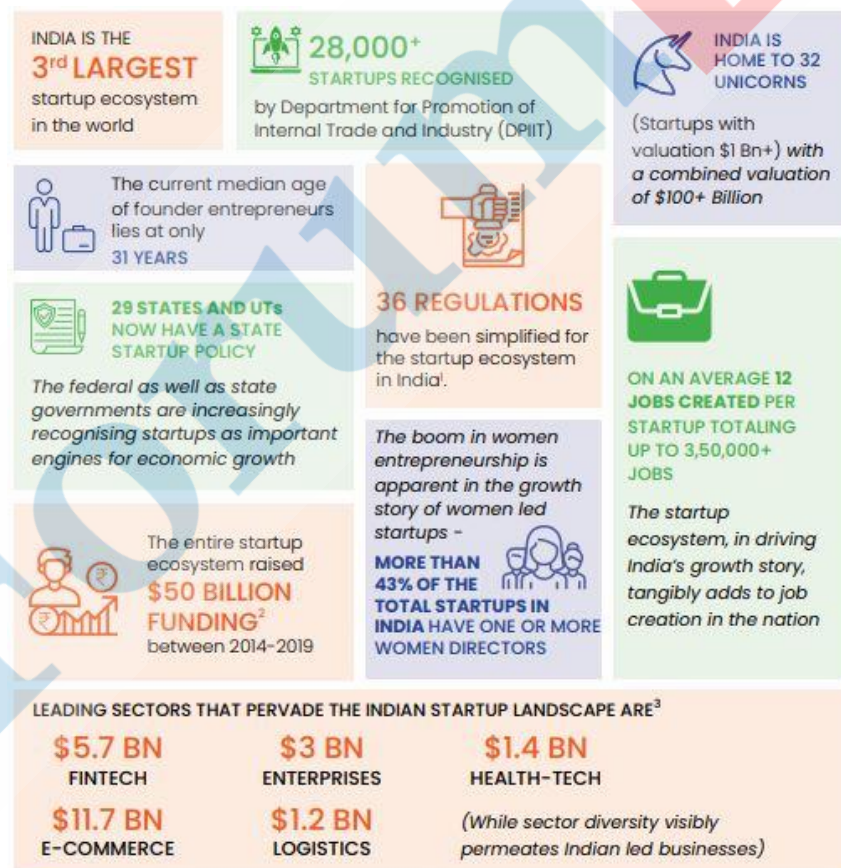 INDIA IS THE
3rd LARGEST
startup ecosystem
in the world
28,000+
STARTUPS RECOGNISED
by Department for Promotion of
Internal Trade and Industry (DPIIT)
INDIA IS
HOME TO 32
UNICORNS
(Startups with
valuation $1 Bn+) with
a combined valuation
of $100+ Billion
The current median age
of founder entrepreneurs
lies at only
31 YEARS
36 REGULATIONS
have been simplified for
the startup ecosystem
in India¹.
29 STATES AND UTs
NOW HAVE A STATE
STARTUP POLICY
The federal as well as state
governments are increasingly
recognising startups as important
engines for economic growth
ON AN AVERAGE 12
JOBS CREATED PER
STARTUP TOTALING
UP TO 3,50,000+
JOBS
The startup
ecosystem, in driving
India's growth story,
tangibly adds to job
creation in the nation
The boom in women
entrepreneurship is
apparent in the growth
story of women led
startups -
MORE THAN
43% OF THE
TOTAL STARTUPS IN
INDIA HAVE ONE OR MORE
WOMEN DIRECTORS
The entire startup
ecosystem raised
$50 BILLION
FUNDING²
between 2014-2019
LEADING SECTORS THAT PERVADE THE INDIAN STARTUP LANDSCAPE ARE³
$5.7 BN
FINTECH
$3 BN
ENTERPRISES
$1.4 BN
HEALTH-TECH
$11.7 BN
E-COMMERCE
$1.2 BN
LOGISTICS
(While sector diversity visibly
permeates Indian led businesses)